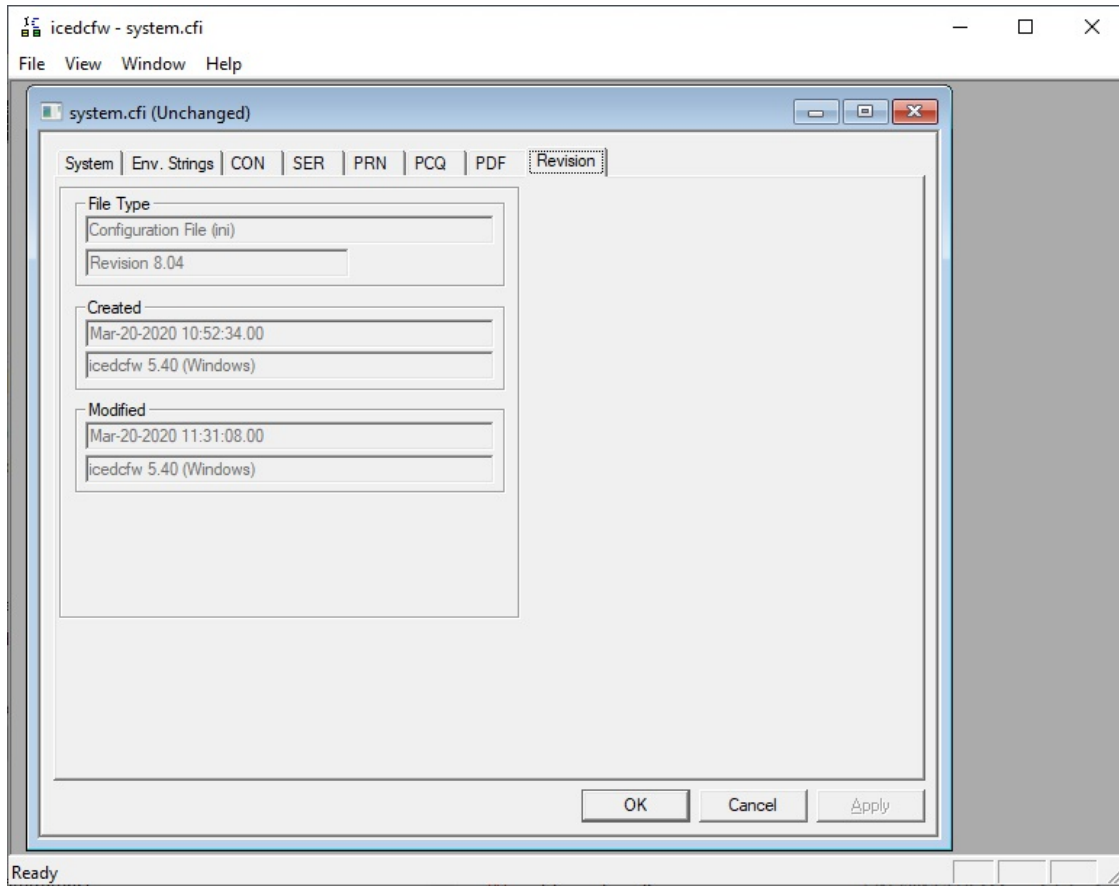 icedcfw - system.cfi
File View Window Help
system.cfi (Unchanged)
System Env. Strings CON SER PRN PCQ PDF Revision
File Type
Configuration File (ini)
Revision 8.04
Created
Mar-20-2020 10:52:34.00
icedcfw 5.40 (Windows)
Modified
Mar-20-2020 11:31:08.00
icedcfw 5.40 (Windows)
OK Cancel Apply
Ready